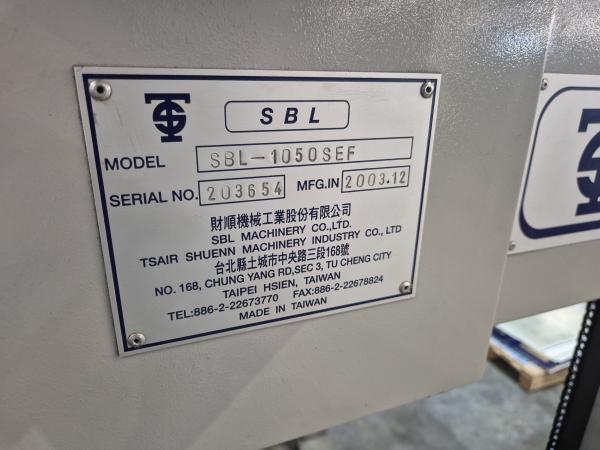 SBL
MODEL SBL-1050SEF
SERIAL NO. 203654 MFG.IN 2003.12
財順機械工業股份有限公司
SBL MACHINERY CO.,LTD.
TSAIR SHUENN MACHINERY INDUSTRY CO., LTD
台北縣土城市中央路三段168號
NO. 168, CHUNG YANG RD,SEC 3, TU CHENG CITY
TAIPEI HSIEN, TAIWAN
TEL:886-2-22673770 FAX:886-2-22678824
MADE IN TAIWAN